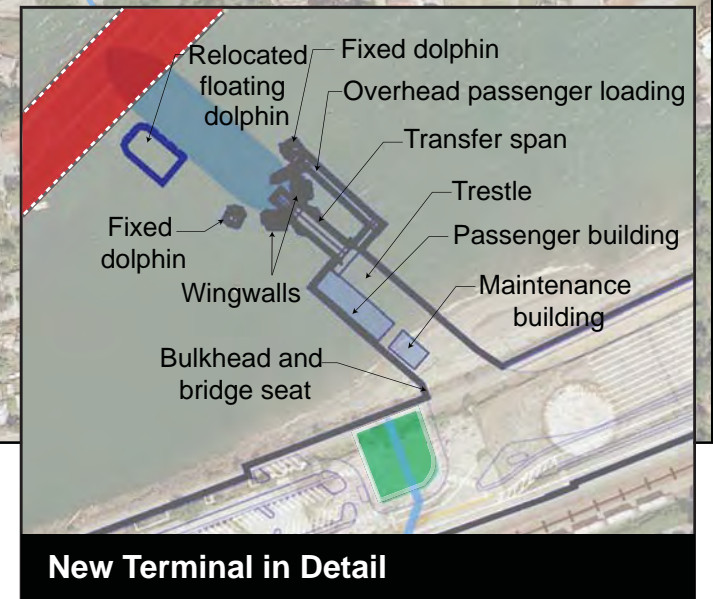 Relocated
floating
dolphin
Fixed dolphin
Overhead passenger loading
Transfer span
Trestle
Passenger building
Maintenance
building
Fixed
dolphin
Wingwalls
Bulkhead and
bridge seat
New Terminal in Detail